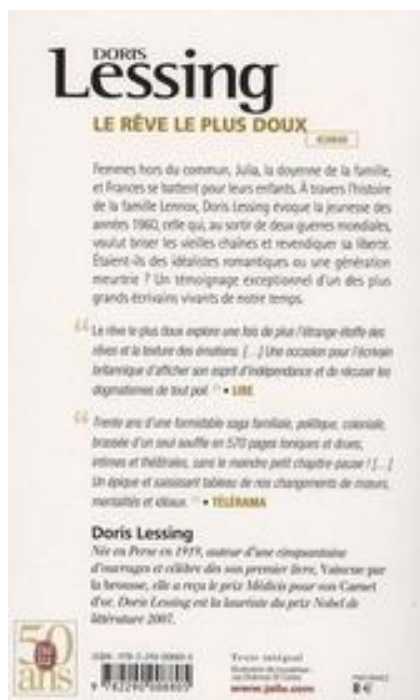 DORIS
Lessing
LE RÊVE LE PLUS DOUX
ROMAN
Femmes hors du commun, Julia, la doyenne de la famille,
et Frances se battent pour leurs enfants. À travers l'histoire
de la famille Lennox, Doris Lessing évoque la jeunesse des
années 1960, celle qui, au sortir de deux guerres mondiales,
voulut briser les vieilles chaînes et revendiquer sa liberté.
Étaient-ils des idéalistes romantiques ou une génération
meurtrie ? Un témoignage exceptionnel d'un des plus
grands écrivains vivants de notre temps.
“ Le rêve le plus doux explore une fois de plus l'étrange étoffe des
rêves et la texture des émotions. [...] Une occasion pour l'écrivain
britannique d'afficher son esprit d'indépendance et de récuser les
dogmatismes de tout poil. ” • LIRE
“ Trente ans d'une formidable saga familiale, politique, coloniale,
brassée d'un seul souffle en 570 pages toniques et drues,
intimes et théâtrales, sans le moindre petit chapitre-pause ! [...]
Un épique et saisissant tableau de nos changements de mœurs,
mentalités et idéaux. ” • TÉLÉRAMA
Doris Lessing
Née en Perse en 1919, auteur d'une cinquantaine
d'ouvrages et célèbre dès son premier livre, Vaincue par
la brousse, elle a reçu le prix Médicis pour son Carnet
d'or. Doris Lessing est la lauréate du prix Nobel de
littérature 2007.
50
ans
ISBN :
Texte intégral
www.jailu.com
8 €